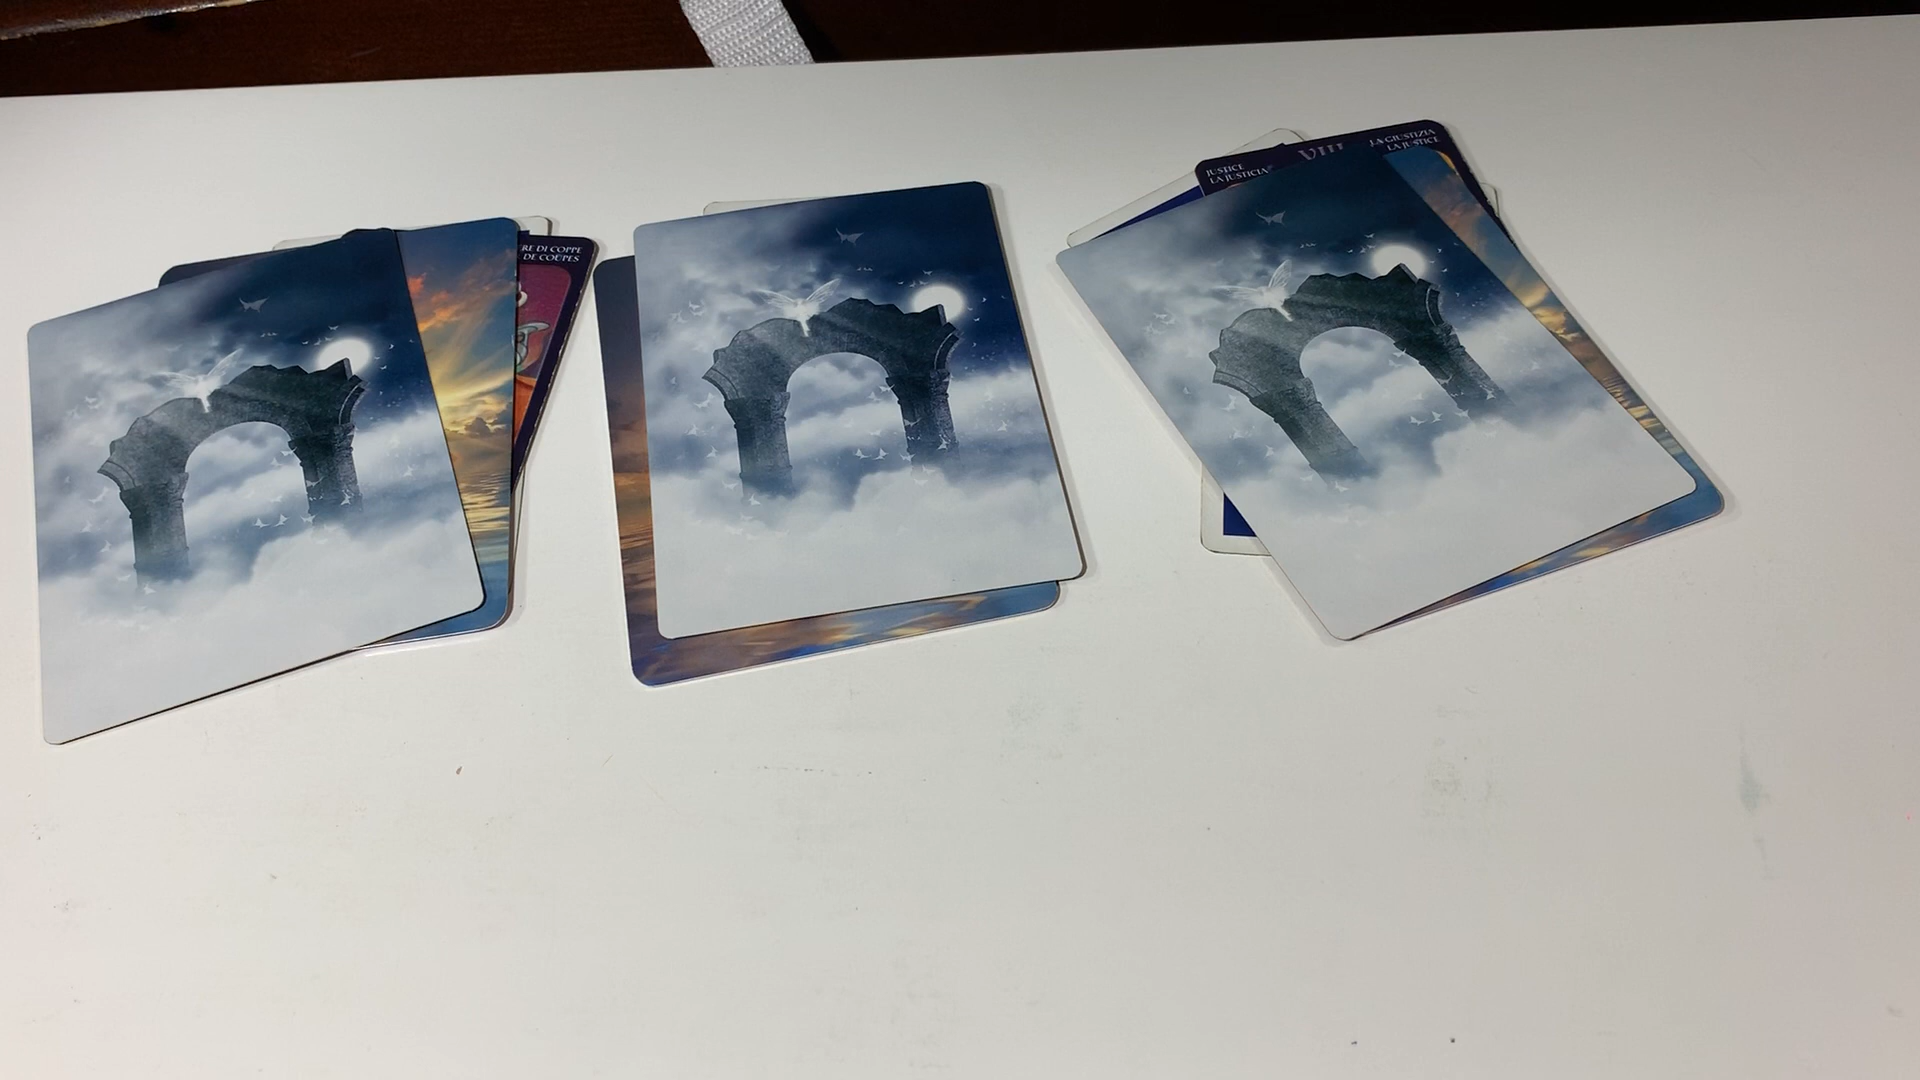 RE DI COPPE
DE COUPES
JUSTICE
LA JUSTICIA
VIII
LA GIUSTIZIA
LA JUSTICE